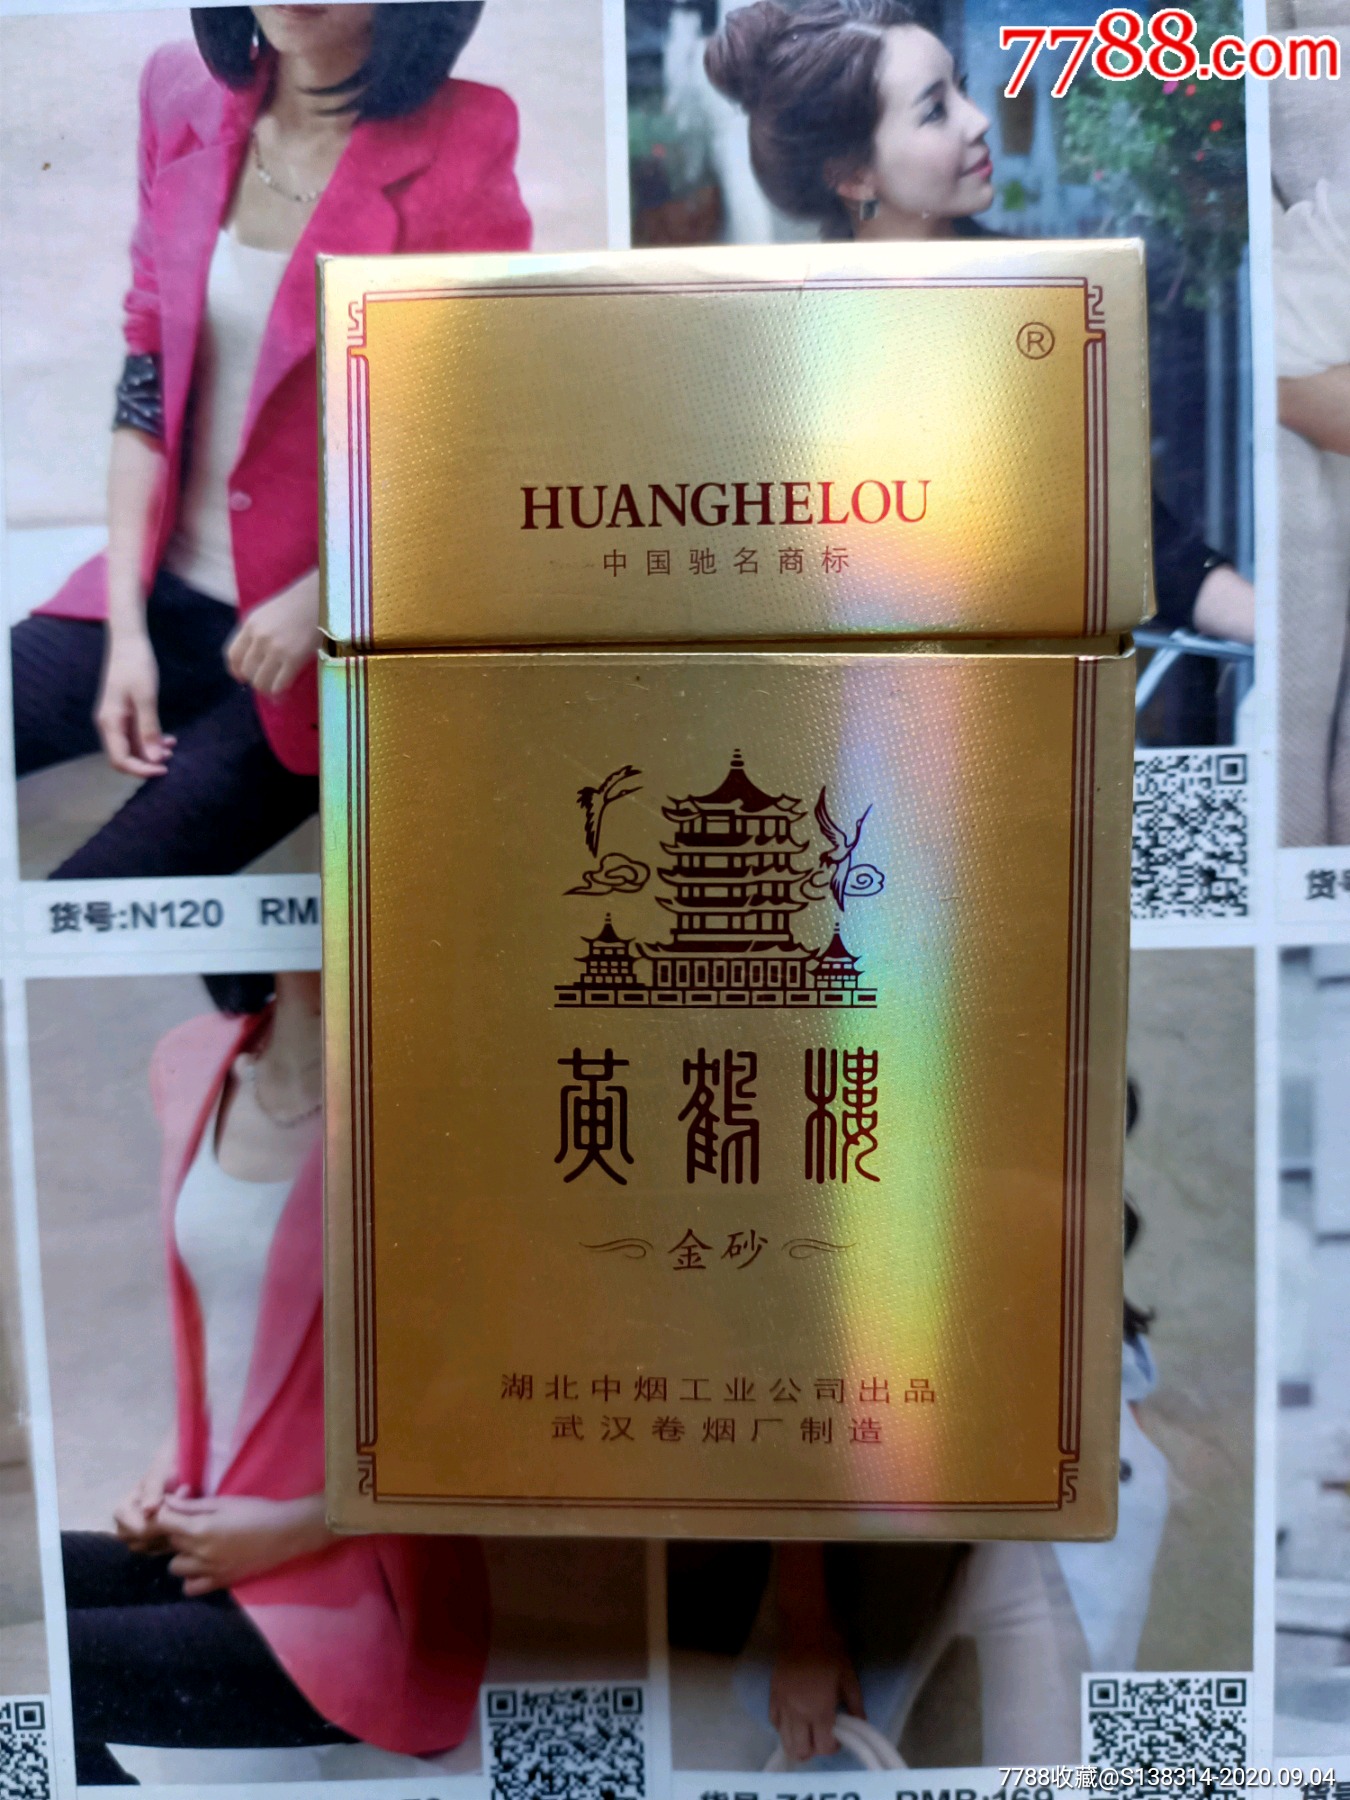 7788.com
®
HUANGHELOU
中国驰名商标
货号:N120 RM
黄鹤楼
金砂
湖北中烟工业公司出品
武汉卷烟厂制造
7788收藏@S138314-2020.09.04